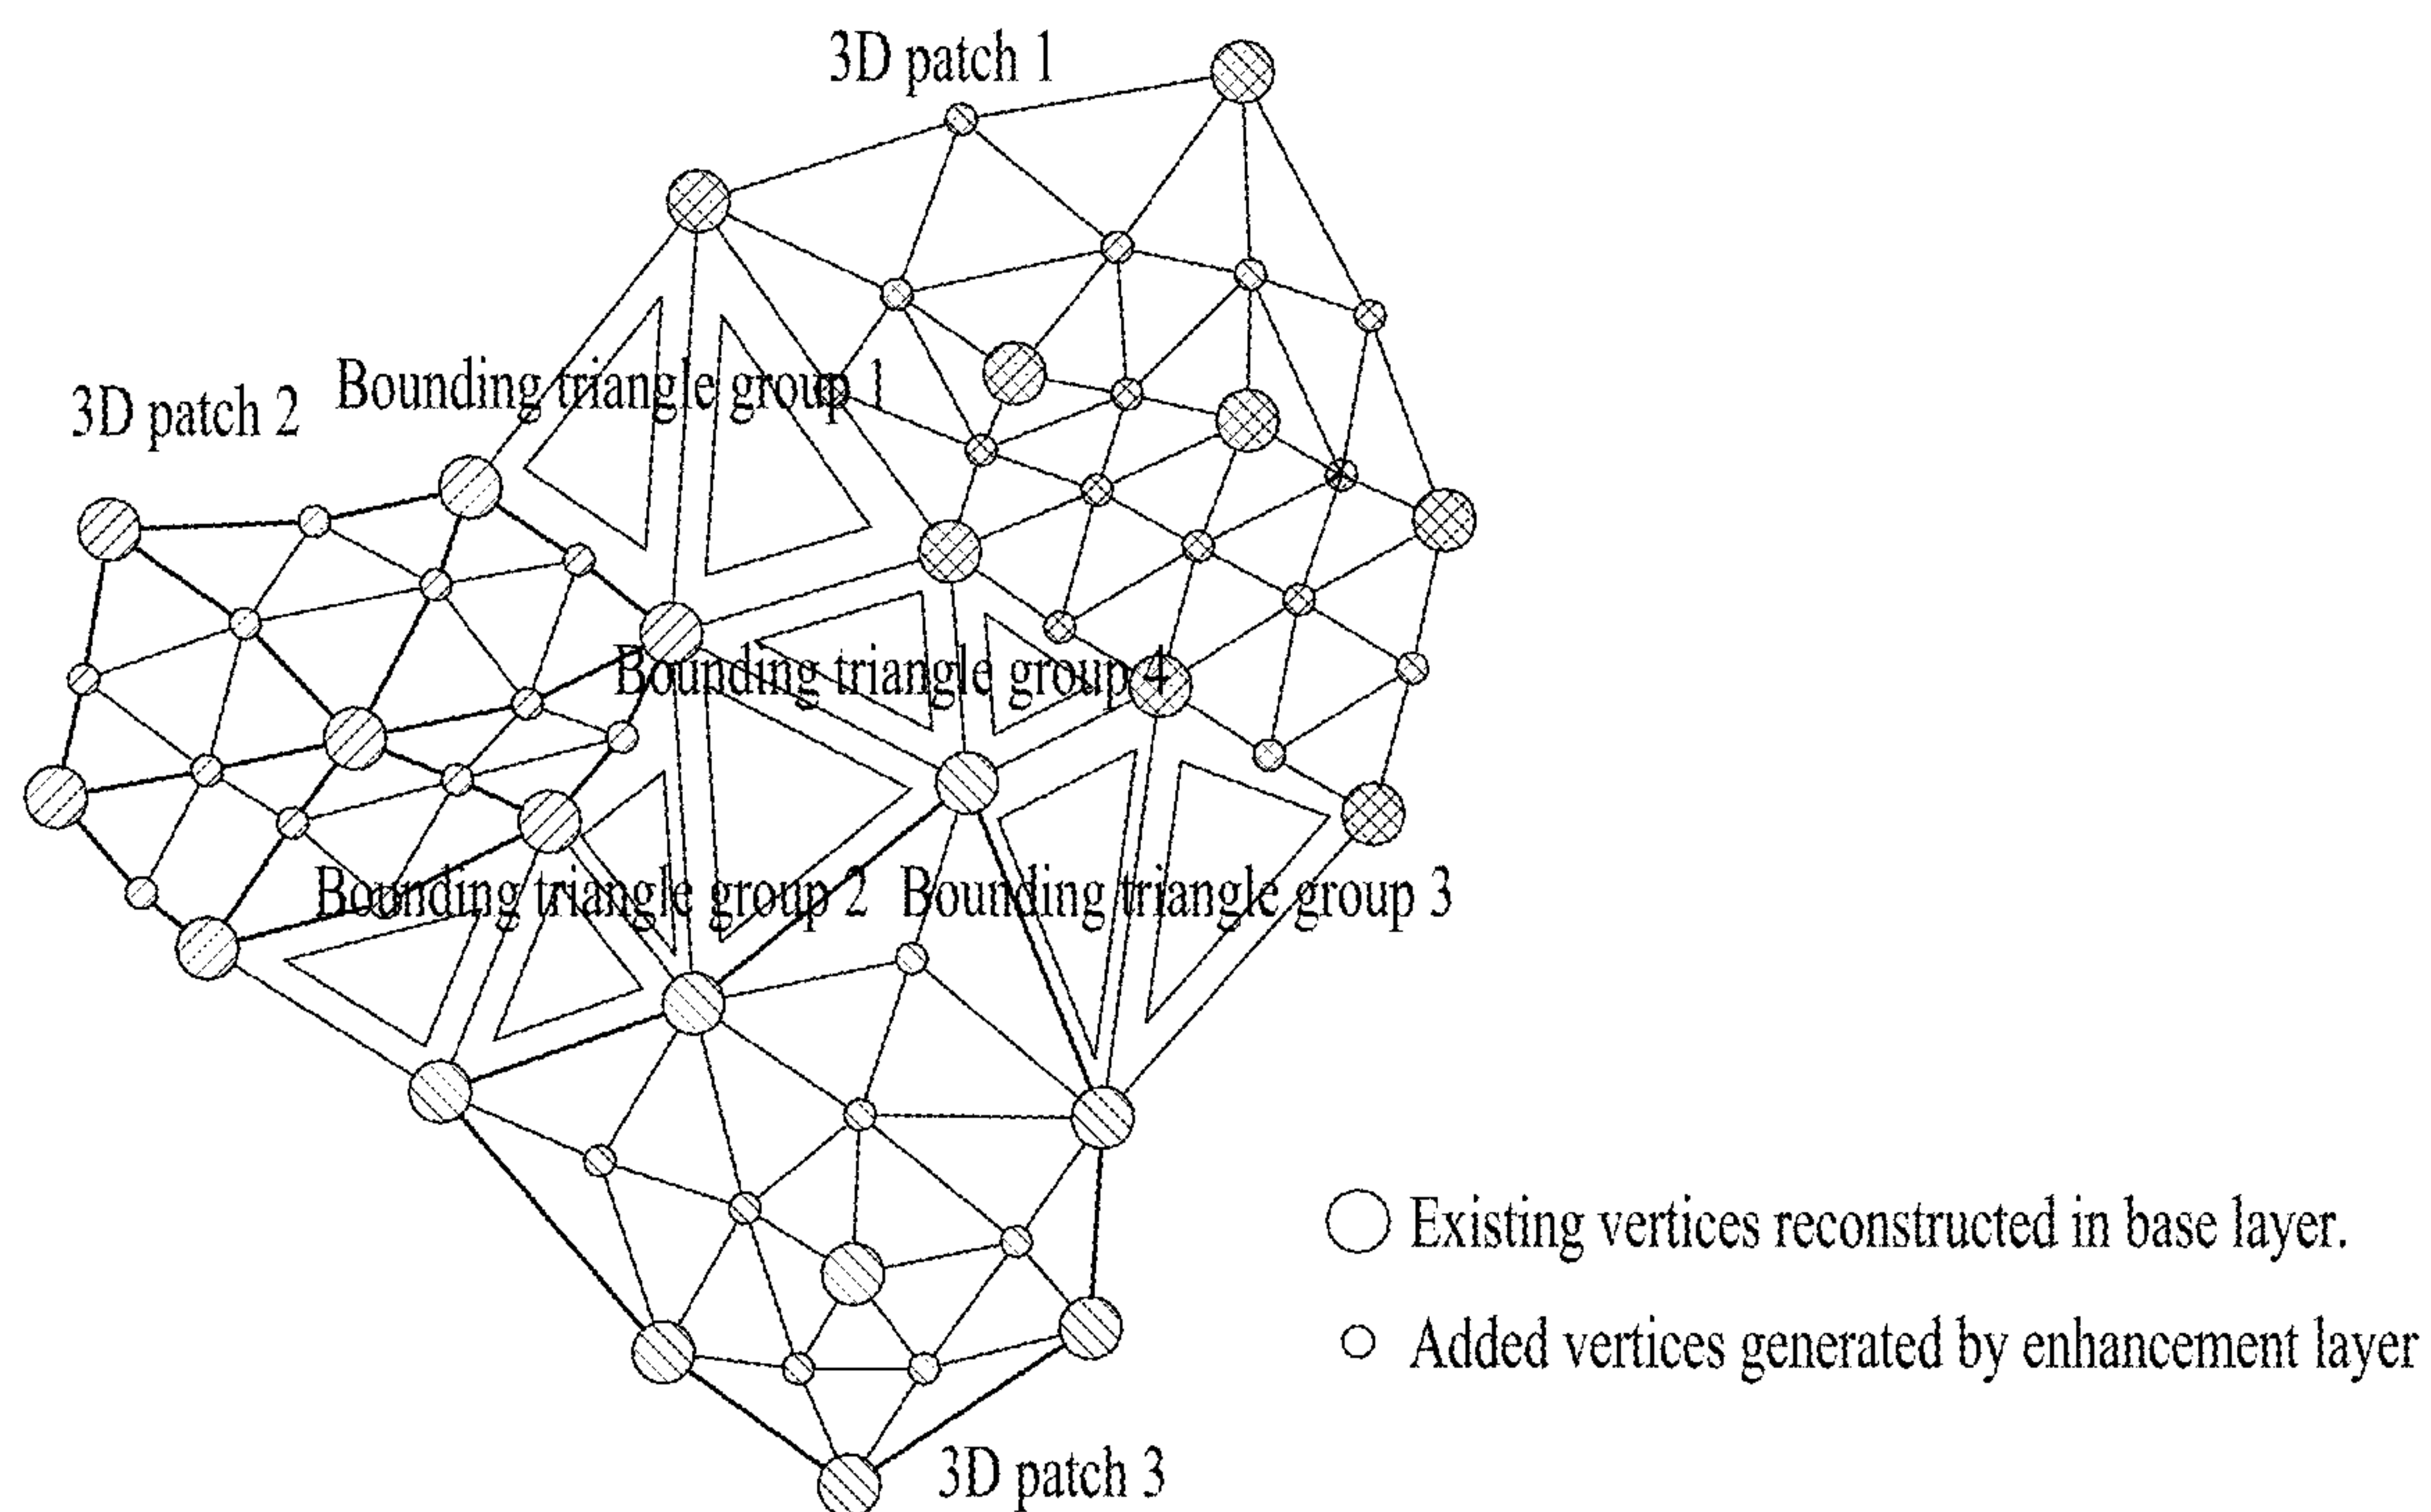 3D patch 1
Bounding triangle group 1
3D patch 2
Bounding triangle group 4
Bounding triangle group 2
Bounding triangle group 3
Existing vertices reconstructed in base layer.
Added vertices generated by enhancement layer
3D patch 3